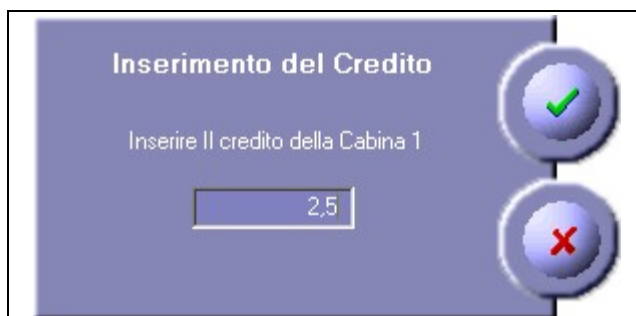 Inserimento del Credito
Inserire Il credito della Cabina 1
2,5